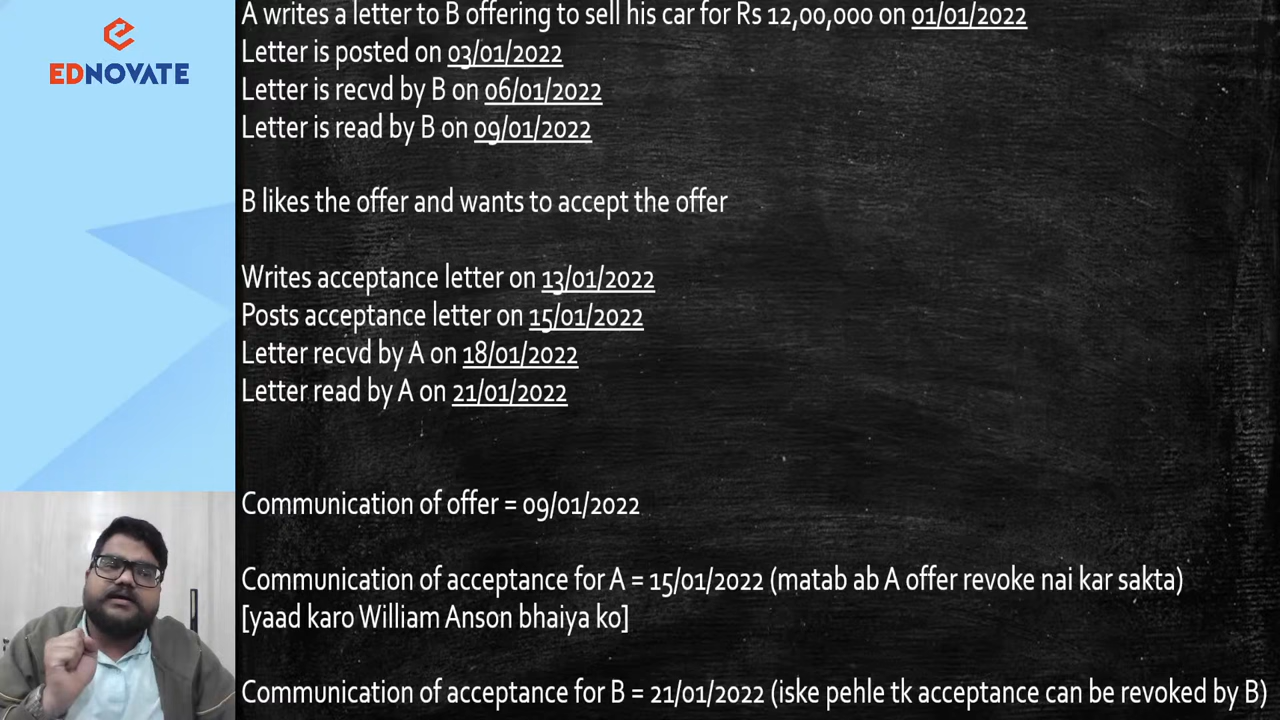 EDNOVATE
A writes a letter to B offering to sell his car for Rs 12,00,000 on 01/01/2022
Letter is posted on 03/01/2022
Letter is recvd by B on 06/01/2022
Letter is read by B on 09/01/2022
B likes the offer and wants to accept the offer
Writes acceptance letter on 13/01/2022
Posts acceptance letter on 15/01/2022
Letter recvd by A on 18/01/2022
Letter read by A on 21/01/2022
Communication of offer = 09/01/2022
Communication of acceptance for A = 15/01/2022 (matab ab A offer revoke nai kar sakta)
[yaad karo William Anson bhaiya ko]
Communication of acceptance for B = 21/01/2022 (iske pehle tk acceptance can be revoked by B)